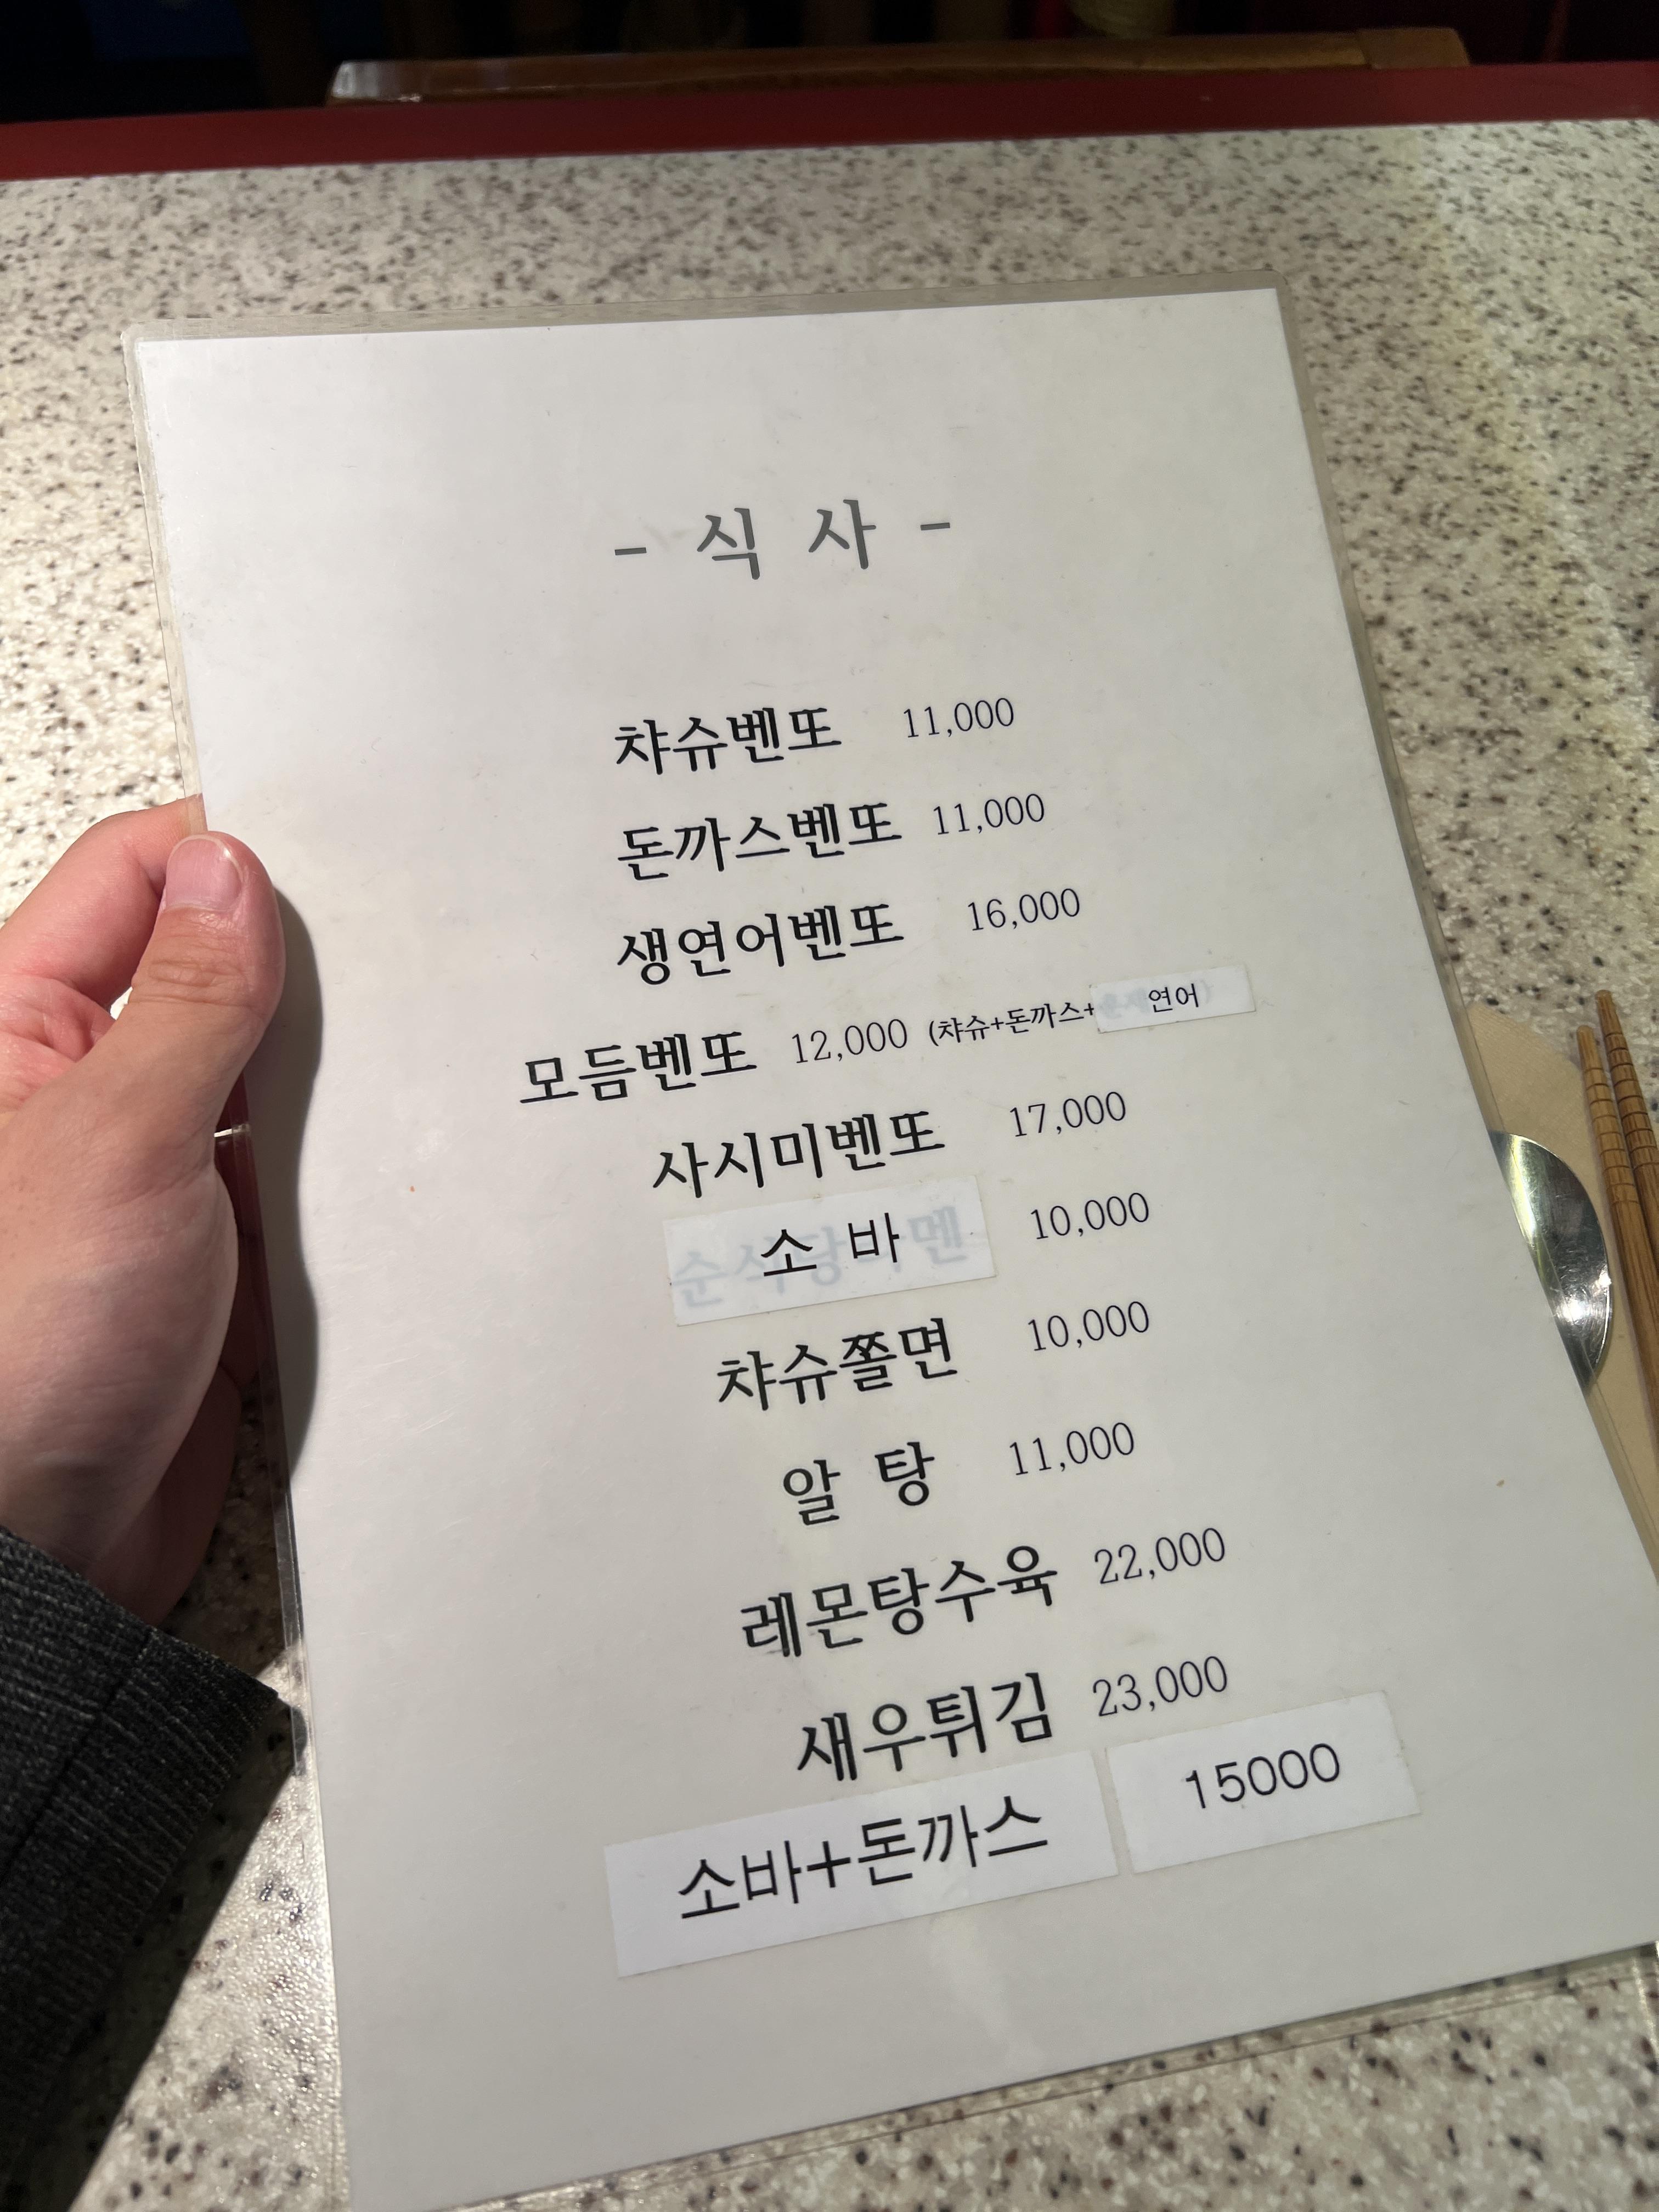 - 식 사 -
챠슈벤또 11,000
돈까스벤또 11,000
생연어벤또 16,000
모듬벤또 12,000 (챠슈+돈까스+연어
사시미벤또 17,000
소 바 10,000
챠슈쫄면 10,000
알 탕 11,000
레몬탕수육 22,000
새우튀김 23,000
소바+돈까스 15000